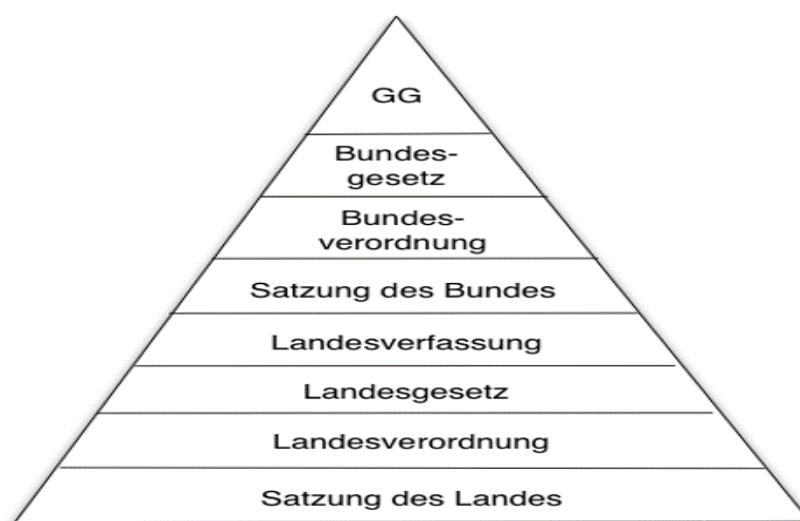 GG
Bundes-
gesetz
Bundes-
verordnung
Satzung des Bundes
Landesverfassung
Landesgesetz
Landesverordnung
Satzung des Landes